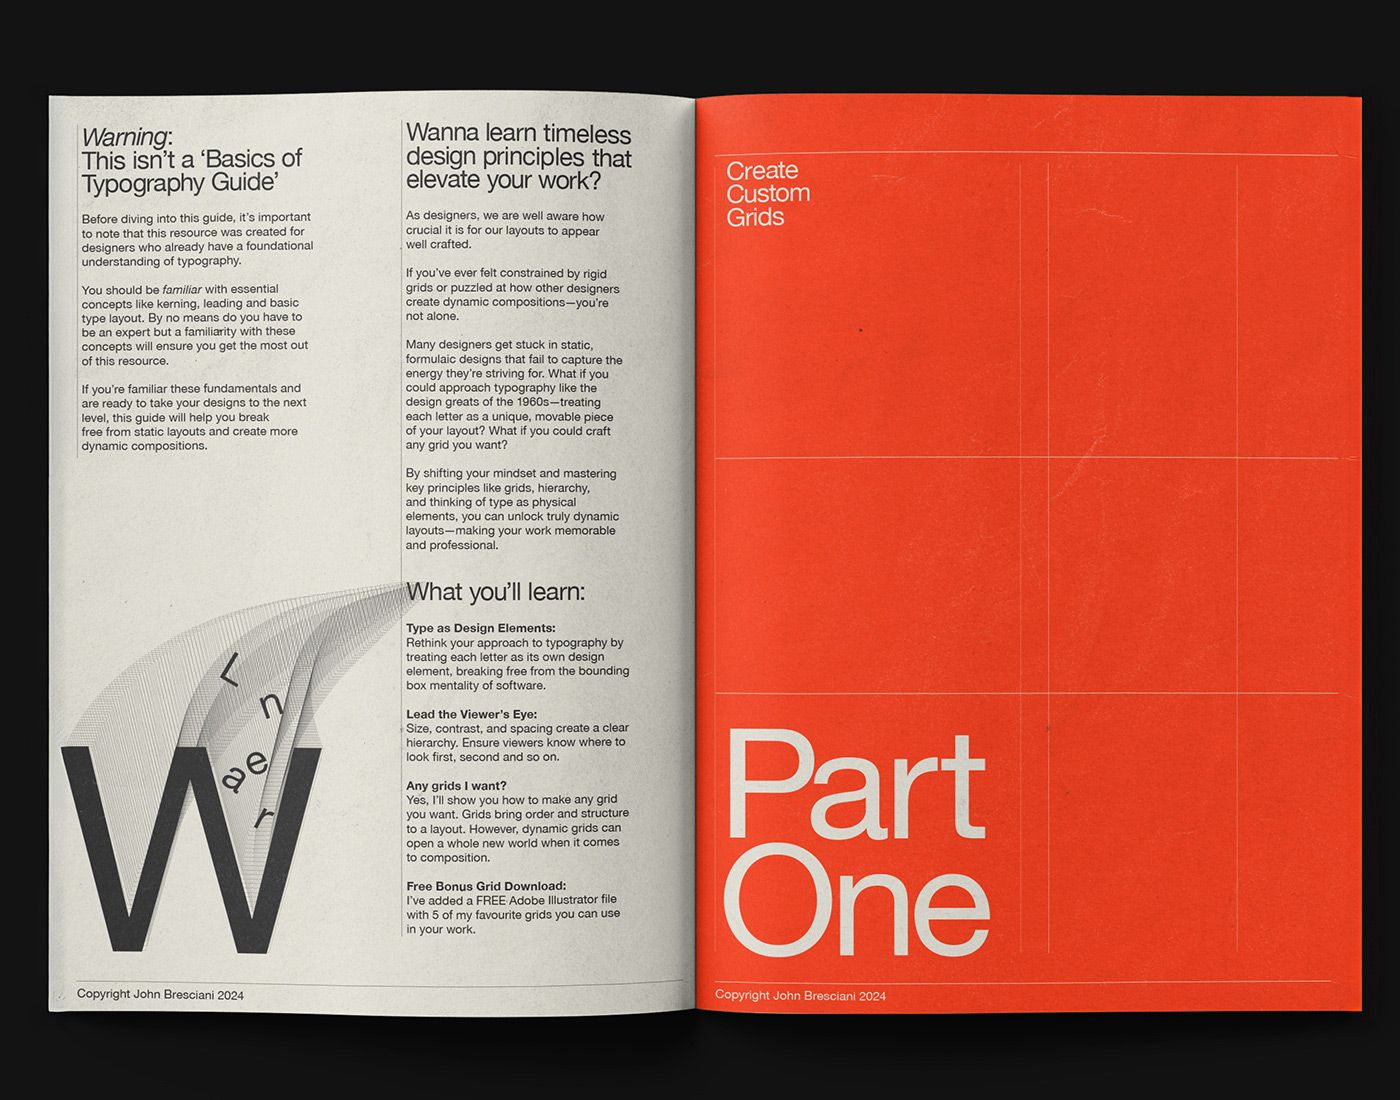 Warning:
This isn't a ‘Basics of
Typography Guide’
Before diving into this guide, it's important
to note that this resource was created for
designers who already have a foundational
understanding of typography.
You should be familiar with essential
concepts like kerning, leading and basic
type layout. By no means do you have to
be an expert but a familiarity with these
concepts will ensure you get the most out
of this resource.
If you're familiar these fundamentals and
are ready to take your designs to the next
level, this guide will help you break
free from static layouts and create more
dynamic compositions.
L
n
e
a
r
W
Copyright John Bresciani 2024
Wanna learn timeless
design principles that
elevate your work?
As designers, we are well aware how
crucial it is for our layouts to appear
well crafted.
If you've ever felt constrained by rigid
grids or puzzled at how other designers
create dynamic compositions—you're
not alone.
Many designers get stuck in static,
formulaic designs that fail to capture the
energy they're striving for. What if you
could approach typography like the
design greats of the 1960s—treating
each letter as a unique, movable piece
of your layout? What if you could craft
any grid you want?
By shifting your mindset and mastering
key principles like grids, hierarchy,
and thinking of type as physical
elements, you can unlock truly dynamic
layouts—making your work memorable
and professional.
What you'll learn:
Type as Design Elements:
Rethink your approach to typography by
treating each letter as its own design
element, breaking free from the bounding
box mentality of software.
Lead the Viewer's Eye:
Size, contrast, and spacing create a clear
hierarchy. Ensure viewers know where to
look first, second and so on.
Any grids I want?
Yes, I'll show you how to make any grid
you want. Grids bring order and structure
to a layout. However, dynamic grids can
open a whole new world when it comes
to composition.
Free Bonus Grid Download:
I've added a FREE Adobe Illustrator file
with 5 of my favourite grids you can use
in your work.
Create
Custom
Grids
Part
One
Copyright John Bresciani 2024